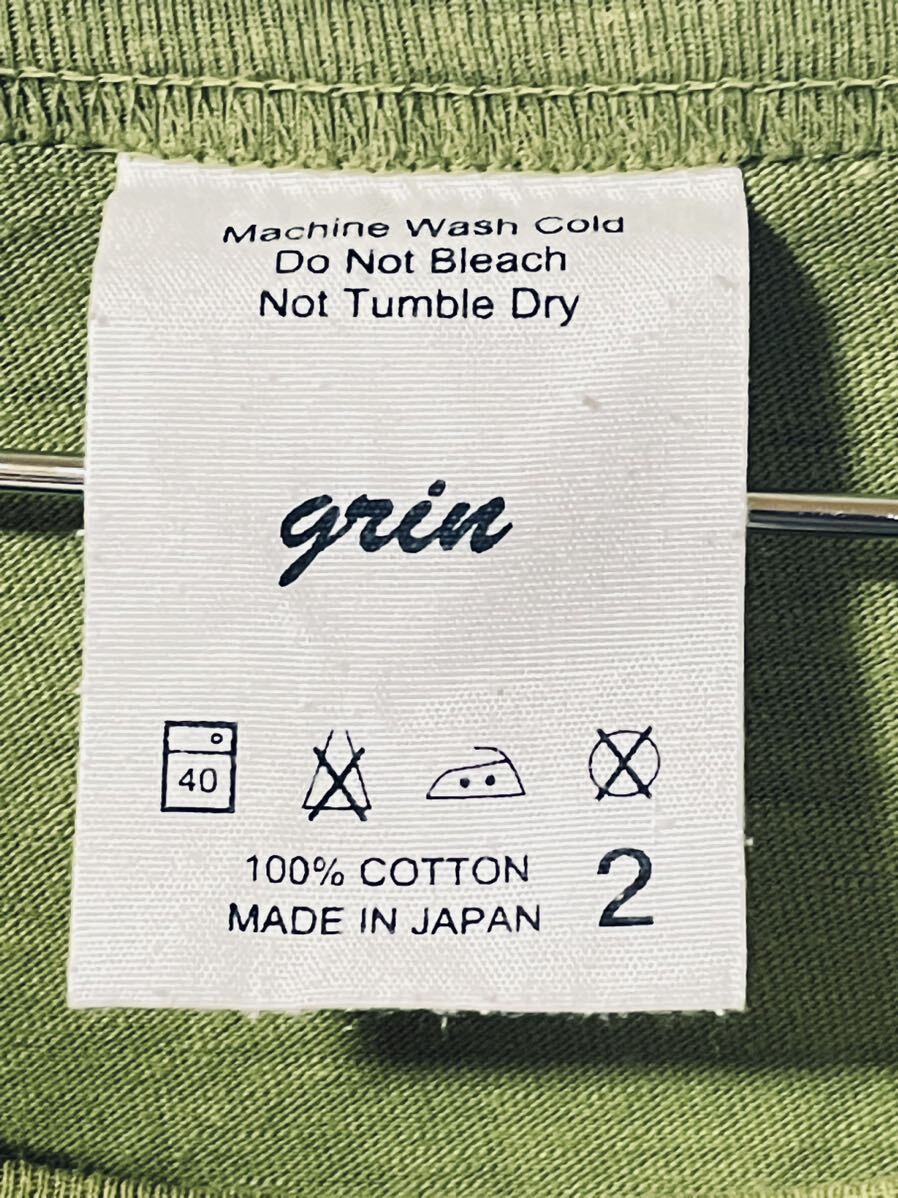 Machine Wash Cold
Do Not Bleach
Not Tumble Dry
grin
40
100% COTTON
MADE IN JAPAN
2